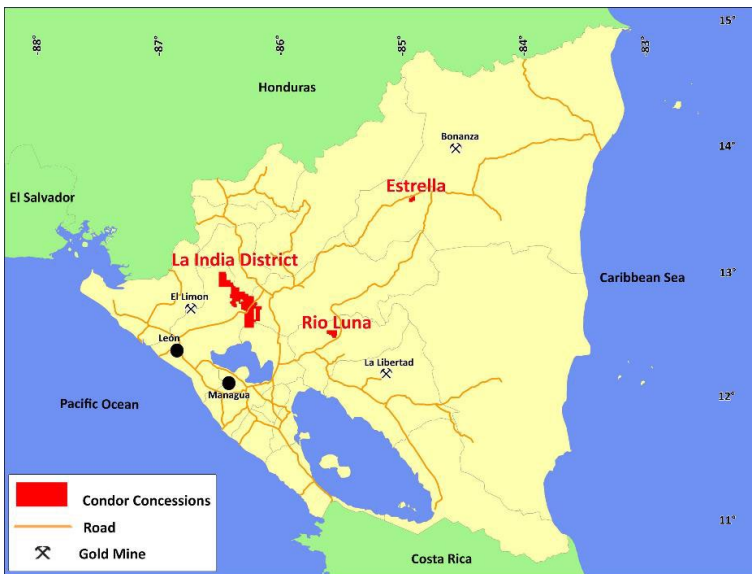 -88
-87
-86
-85
-84
-83
15°
Honduras
Bonanza
14°
Estrella
El Salvador
La India District
13°
Caribbean Sea
El Limon
Rio Luna
León
La Libertad
Managua
12°
Pacific Ocean
Condor Concessions
Road
11°
Gold Mine
Costa Rica